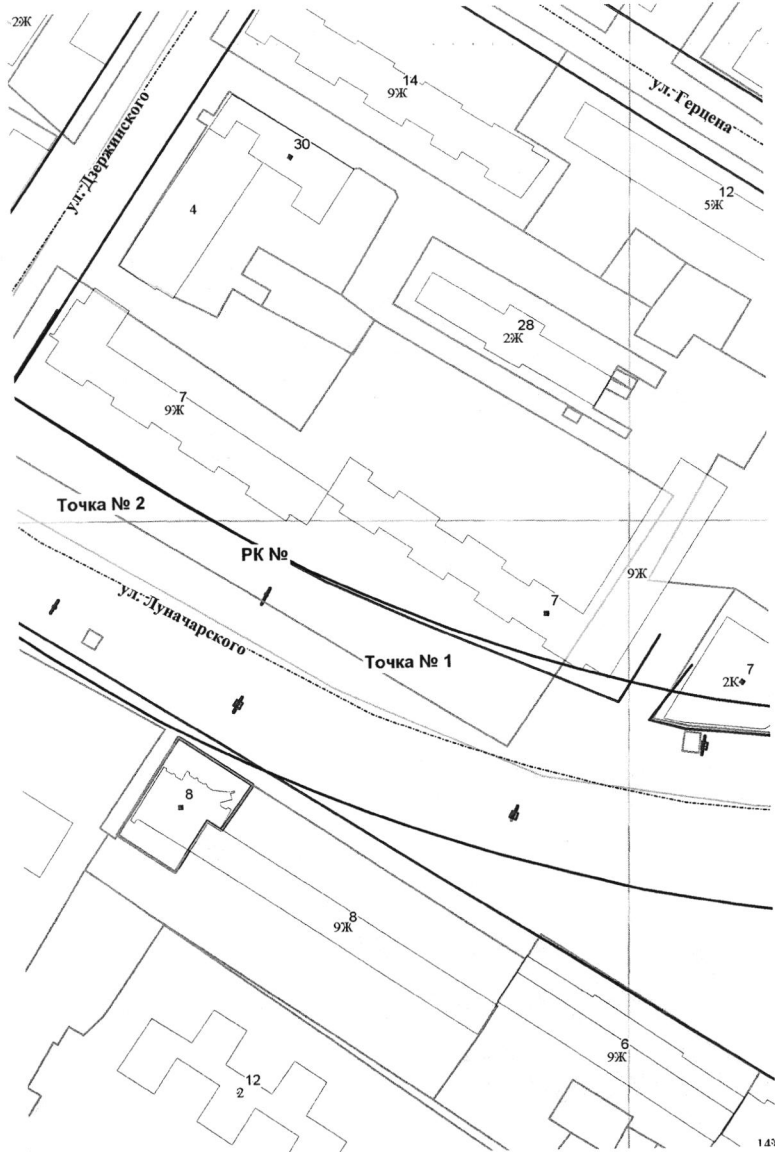 2Ж
14
9Ж
ул. Герцена
ул. Дзержинского
30
12
5Ж
4
28
2Ж
7
9Ж
Точка № 2
РК №
9Ж
ул. Луначарского
7
Точка № 1
7
2К
8
8
9Ж
6
9Ж
12
2